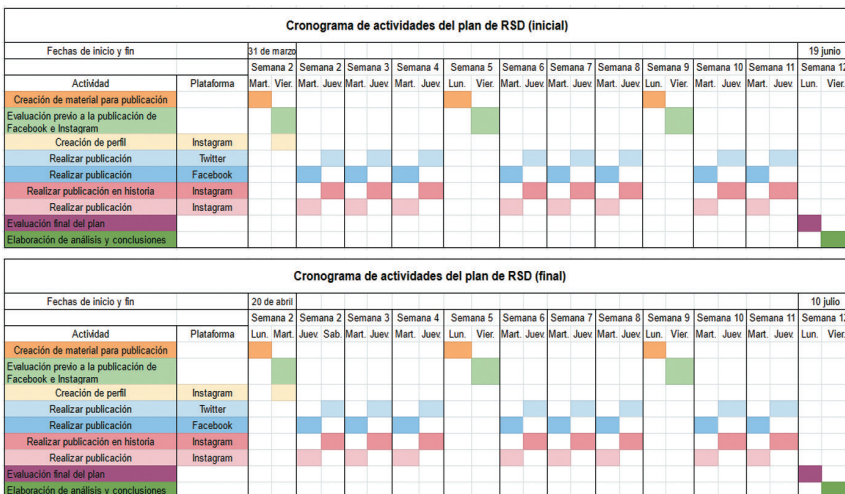 Cronograma de actividades del plan de RSD (inicial)
Fechas de inicio y fin 31 de marzo 19 junio
Semana 2 Semana 2 Semana 3 Semana 4 Semana 5 Semana 6 Semana 7 Semana 8 Semana 9 Semana 10 Semana 11 Semana 12
Actividad Plataforma Mart. Vier. Mart. Juev. Mart. Juev. Mart. Juev. Lun. Vier. Mart. Juev. Mart. Juev. Mart. Juev. Lun. Vier. Mart. Juev. Mart. Juev. Lun. Vier.
Creación de material para publicación
Evaluación previo a la publicación de
Facebook e Instagram
Creación de perfil Instagram
Realizar publicación Twitter
Realizar publicación Facebook
Realizar publicación en historia Instagram
Realizar publicación Instagram
Evaluación final del plan
Elaboración de análisis y conclusiones
Cronograma de actividades del plan de RSD (final)
Fechas de inicio y fin 20 de abril 10 julio
Semana 2 Semana 2 Semana 3 Semana 4 Semana 5 Semana 6 Semana 7 Semana 8 Semana 9 Semana 10 Semana 11 Semana 12
Actividad Plataforma Lun. Mart. Juev. Sab. Mart. Juev. Mart. Juev. Lun. Vier. Mart. Juev. Mart. Juev. Mart. Juev. Lun. Vier. Mart. Juev. Mart. Juev. Lun. Vier.
Creación de material para publicación
Evaluación previo a la publicación de
Facebook e Instagram
Creación de perfil Instagram
Realizar publicación Twitter
Realizar publicación Facebook
Realizar publicación en historia Instagram
Realizar publicación Instagram
Evaluación final del plan
Elaboración de análisis y conclusiones